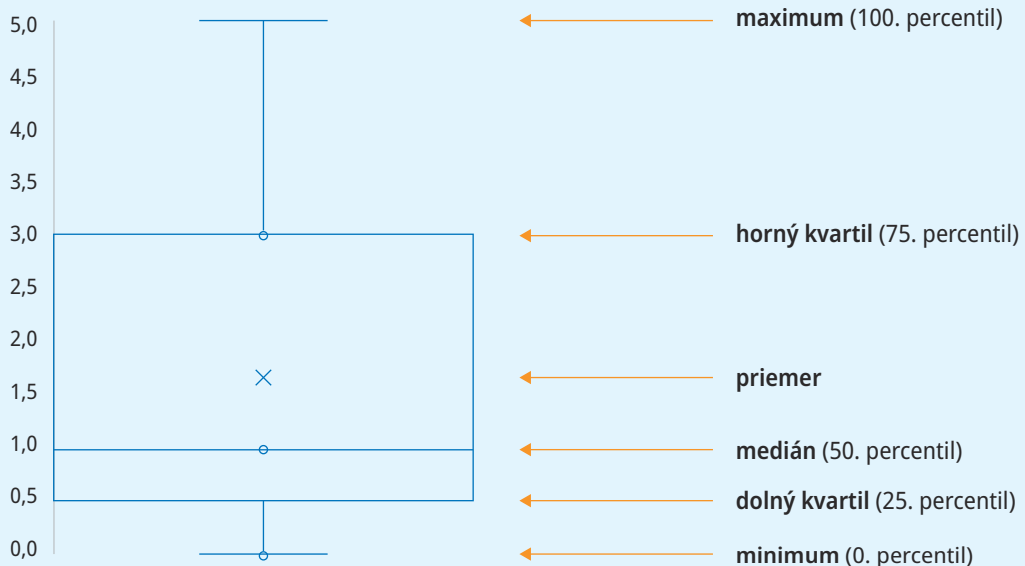 5,0
4,5
4,0
3,5
3,0
2,5
2,0
1,5
1,0
0,5
0,0
maximum (100. percentil)
horný kvartil (75. percentil)
priemer
medián (50. percentil)
dolný kvartil (25. percentil)
minimum (0. percentil)